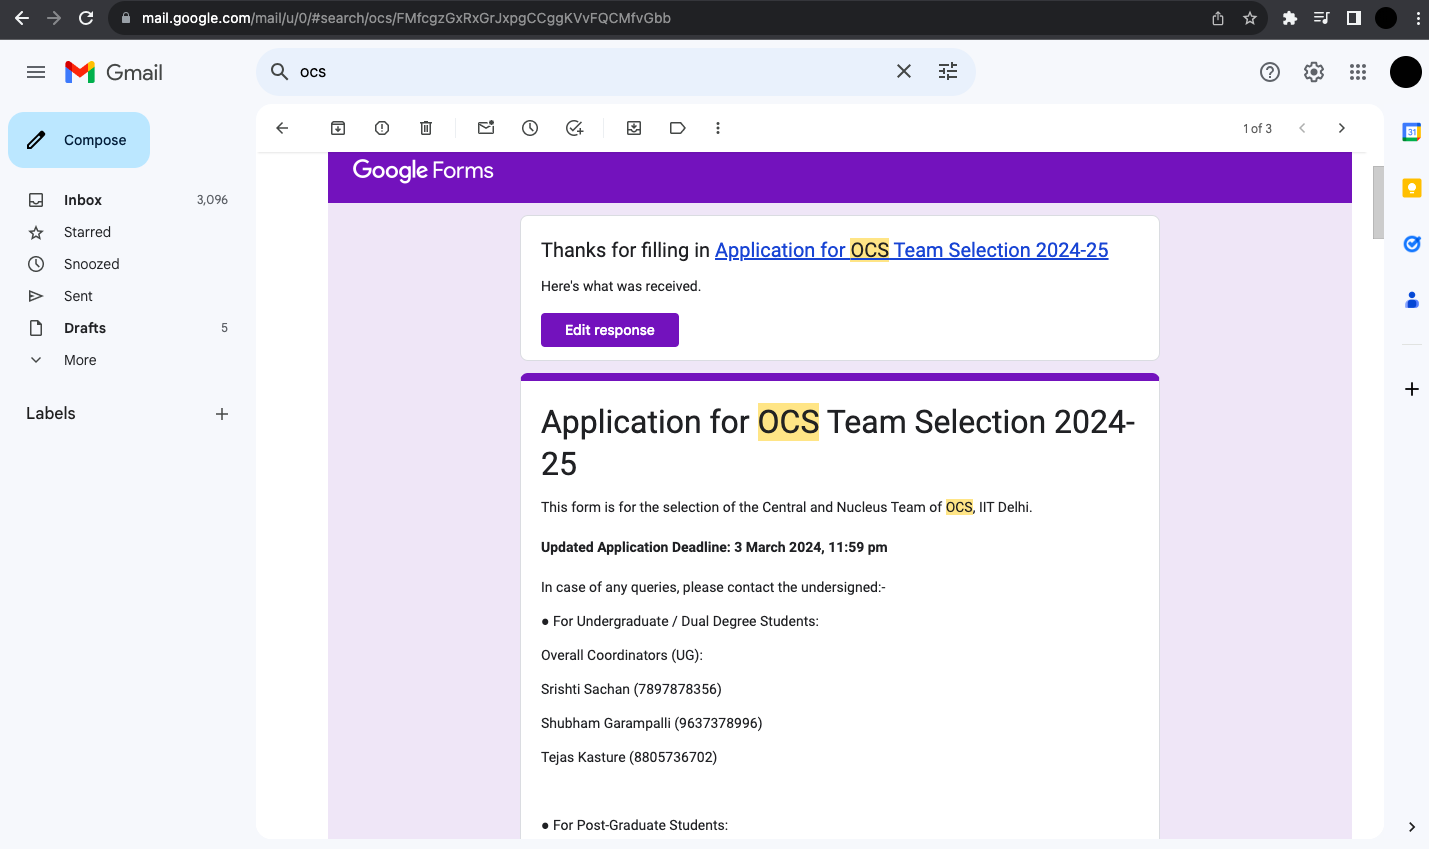 mail.google.com/mail/u/0/#search/ocs/FMfcgzGxRxGrJxpgCCggKVvFQCMfvGbb
Gmail
ocs
Compose
1 of 3
31
Inbox 3,096
Starred
Snoozed
Sent
Drafts 5
More
Labels
Google Forms
Thanks for filling in Application for OCS Team Selection 2024-25
Here's what was received.
Edit response
Application for OCS Team Selection 2024-
25
This form is for the selection of the Central and Nucleus Team of OCS, IIT Delhi.
Updated Application Deadline: 3 March 2024, 11:59 pm
In case of any queries, please contact the undersigned:-
● For Undergraduate / Dual Degree Students:
Overall Coordinators (UG):
Srishti Sachan (7897878356)
Shubham Garampalli (9637378996)
Tejas Kasture (8805736702)
● For Post-Graduate Students: